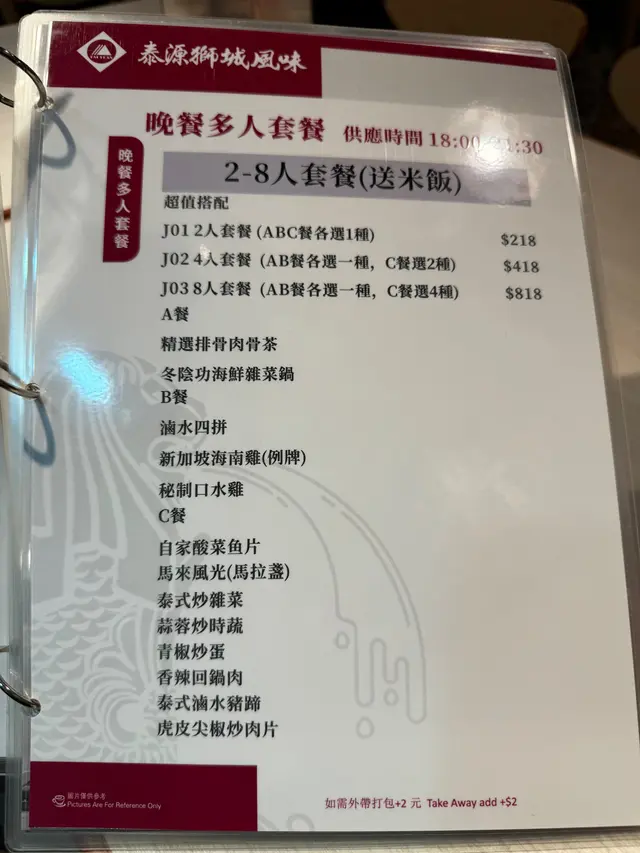 泰源獅城風味
晚餐多人套餐 供應時間 18:00-21:30
晚餐多人套餐
2-8人套餐(送米飯)
超值搭配
J01 2人套餐 (ABC餐各選1種) $218
J02 4人套餐 (AB餐各選一種, C餐選2種) $418
J03 8人套餐 (AB餐各選一種, C餐選4種) $818
A餐
精選排骨肉骨茶
冬陰功海鮮雜菜鍋
B餐
滷水四拼
新加坡海南雞(例牌)
秘制口水雞
C餐
自家酸菜鱼片
馬來風光(馬拉盞)
泰式炒雜菜
蒜蓉炒時蔬
青椒炒蛋
香辣回鍋肉
泰式滷水豬蹄
虎皮尖椒炒肉片
圖片僅供參考
Pictures Are For Reference Only
如需外帶打包+2 元 Take Away add +$2